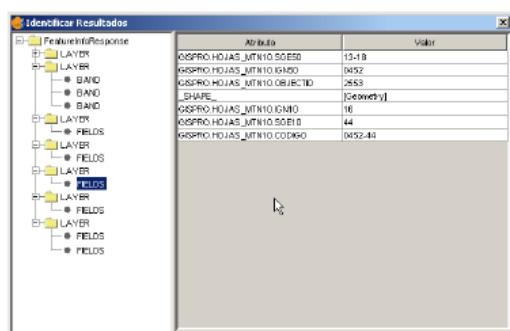 Identificar Resultados
FeatureInfoResponse
LAYER
LAYER
BAND
BAND
BAND
LAYER
FIELDS
LAYER
FIELDS
LAYER
FIELDS
LAYER
FIELDS
LAYER
FIELDS
FIELDS
Atributo Valor
GISPRO.HOJAS_MTN10.SGE50 13-18
GISPRO.HOJAS_MTN10.IGN50 0452
GISPRO.HOJAS_MTN10.OBJECTID 2553
_SHAPE_ [Geometry]
GISPRO.HOJAS_MTN10.IGN10 16
GISPRO.HOJAS_MTN10.SGE10 44
GISPRO.HOJAS_MTN10.CODIGO 0452-44